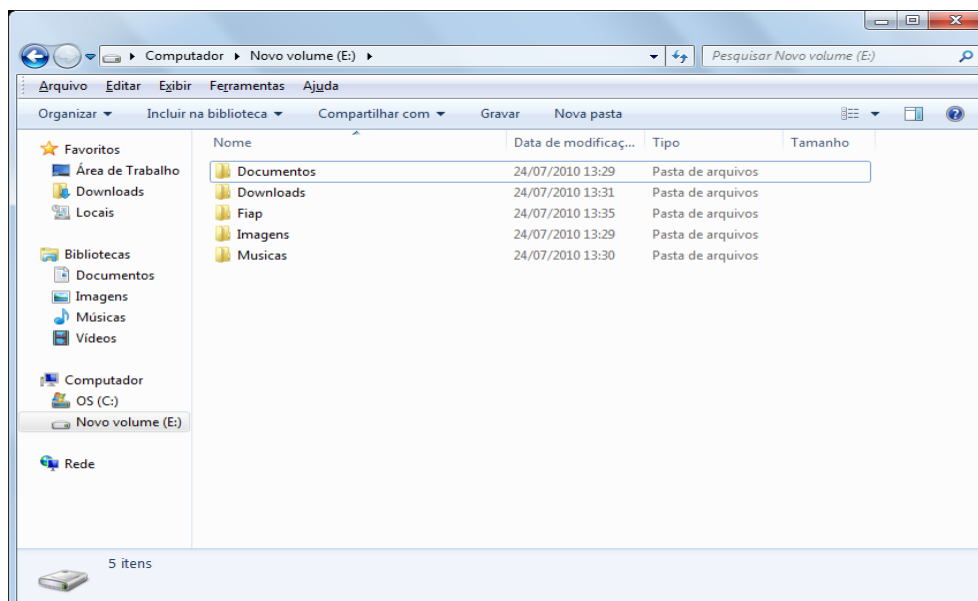 Computador Novo volume (E:)
Pesquisar Novo volume (E:)
Arquivo Editar Exibir Ferramentas Ajuda
Organizar Incluir na biblioteca Compartilhar com Gravar Nova pasta
Favoritos
Área de Trabalho
Downloads
Locais
Bibliotecas
Documentos
Imagens
Músicas
Vídeos
Computador
OS (C:)
Novo volume (E:)
Rede
Nome Data de modificaç... Tipo Tamanho
Documentos 24/07/2010 13:29 Pasta de arquivos
Downloads 24/07/2010 13:31 Pasta de arquivos
Fiap 24/07/2010 13:35 Pasta de arquivos
Imagens 24/07/2010 13:29 Pasta de arquivos
Musicas 24/07/2010 13:30 Pasta de arquivos
5 itens